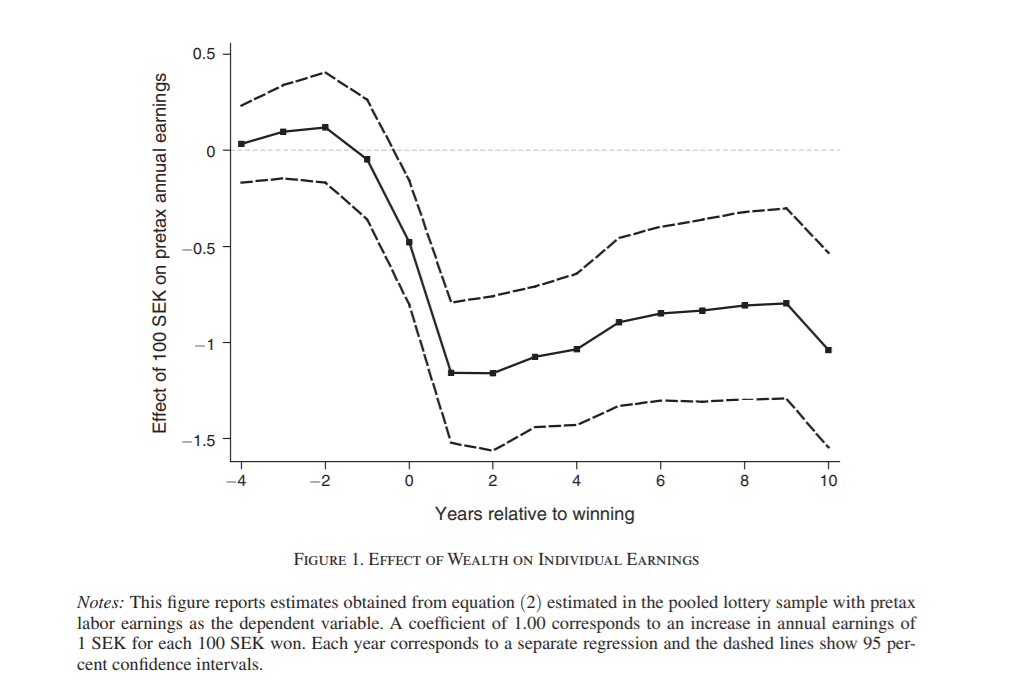 Effect of 100 SEK on pretax annual earnings
0.5
0
−0.5
−1
−1.5
−4
−2
0
2
4
6
8
10
Years relative to winning
Figure 1. Effect of Wealth on Individual Earnings
Notes: This figure reports estimates obtained from equation (2) estimated in the pooled lottery sample with pretax
labor earnings as the dependent variable. A coefficient of 1.00 corresponds to an increase in annual earnings of
1 SEK for each 100 SEK won. Each year corresponds to a separate regression and the dashed lines show 95 per-
cent confidence intervals.